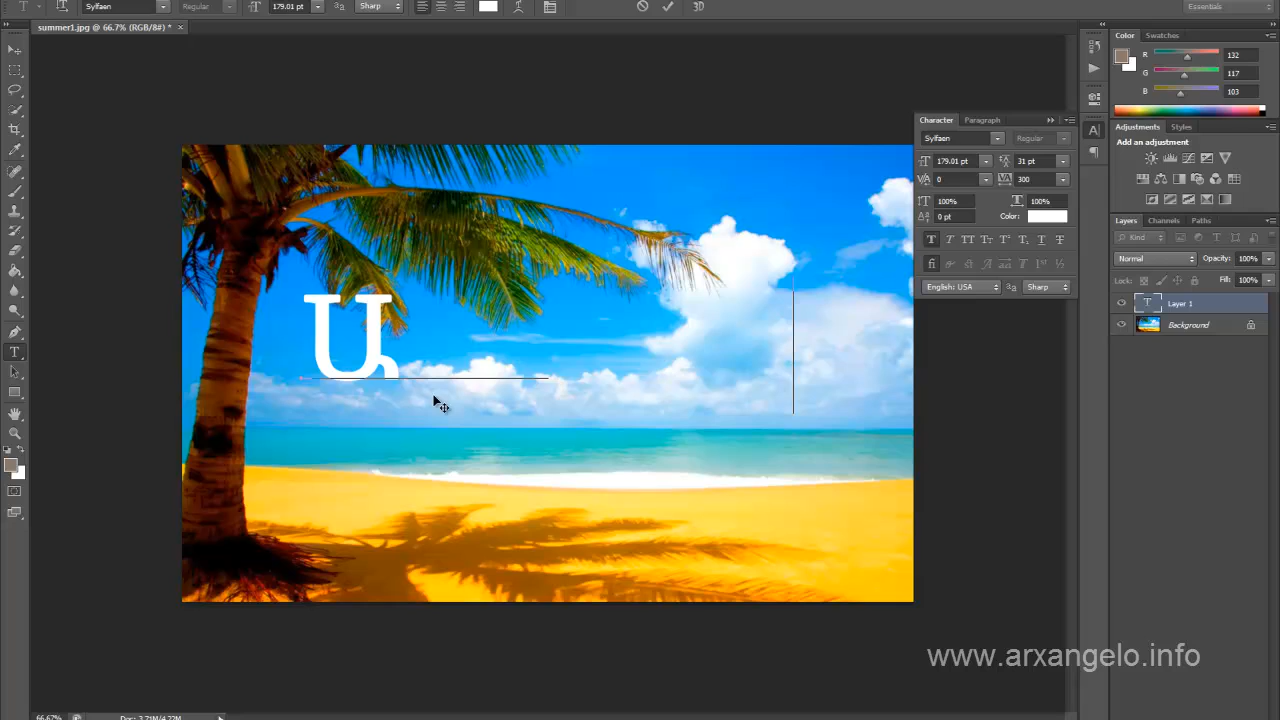 Sylfaen
Regular
179.01 pt
Sharp
3D
Essentials
summer1.jpg @ 66.7% (RGB/8#) *
Color
Swatches
R
132
G
117
B
103
Character
Paragraph
Sylfaen
Regular
179.01 pt
31 pt
0
300
100%
100%
0 pt
Color:
English: USA
Sharp
Adjustments
Styles
Add an adjustment
Layers
Channels
Paths
Kind
Normal
Opacity:
100%
Lock:
Fill:
100%
Layer 1
Background
Ա
www.arxangelo.info
66.67%
Doc: 3.71M/4.22M